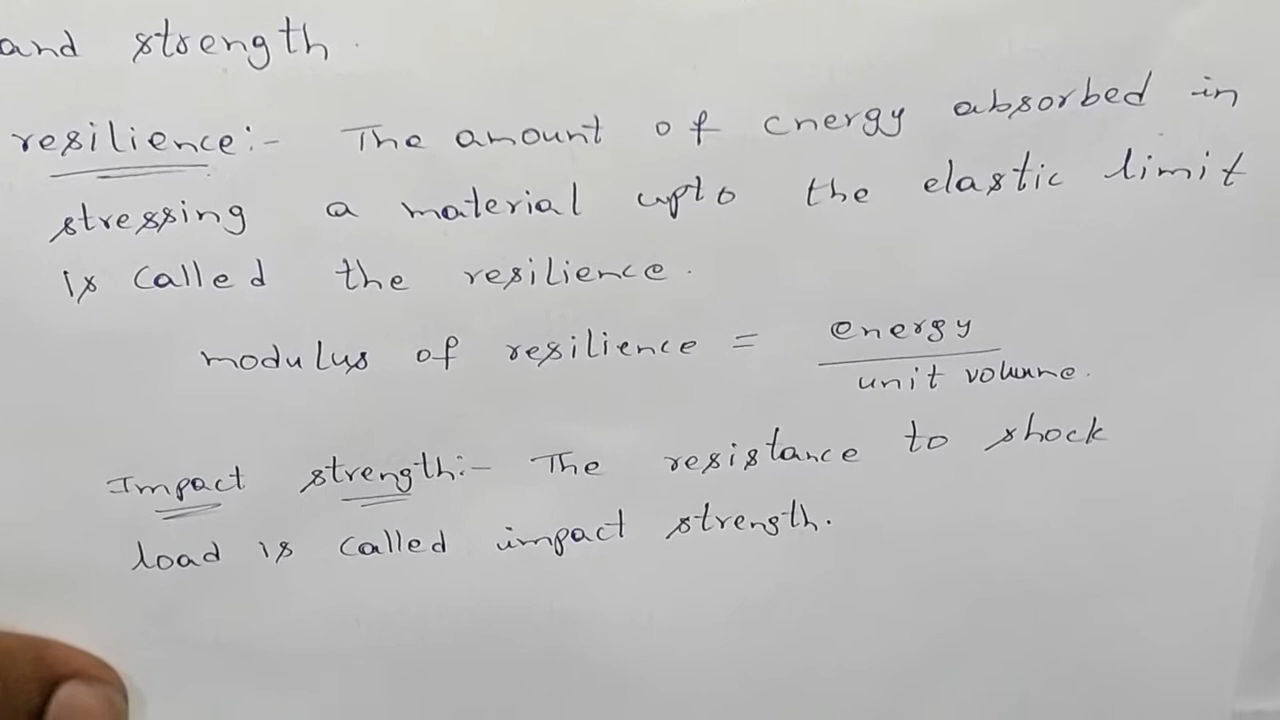 and strength.
resilience:- The amount of energy absorbed in
stressing a material upto the elastic limit
is called the resilience.
modulus of resilience = energy
unit volume.
Impact strength:- The resistance to shock
load is called impact strength.